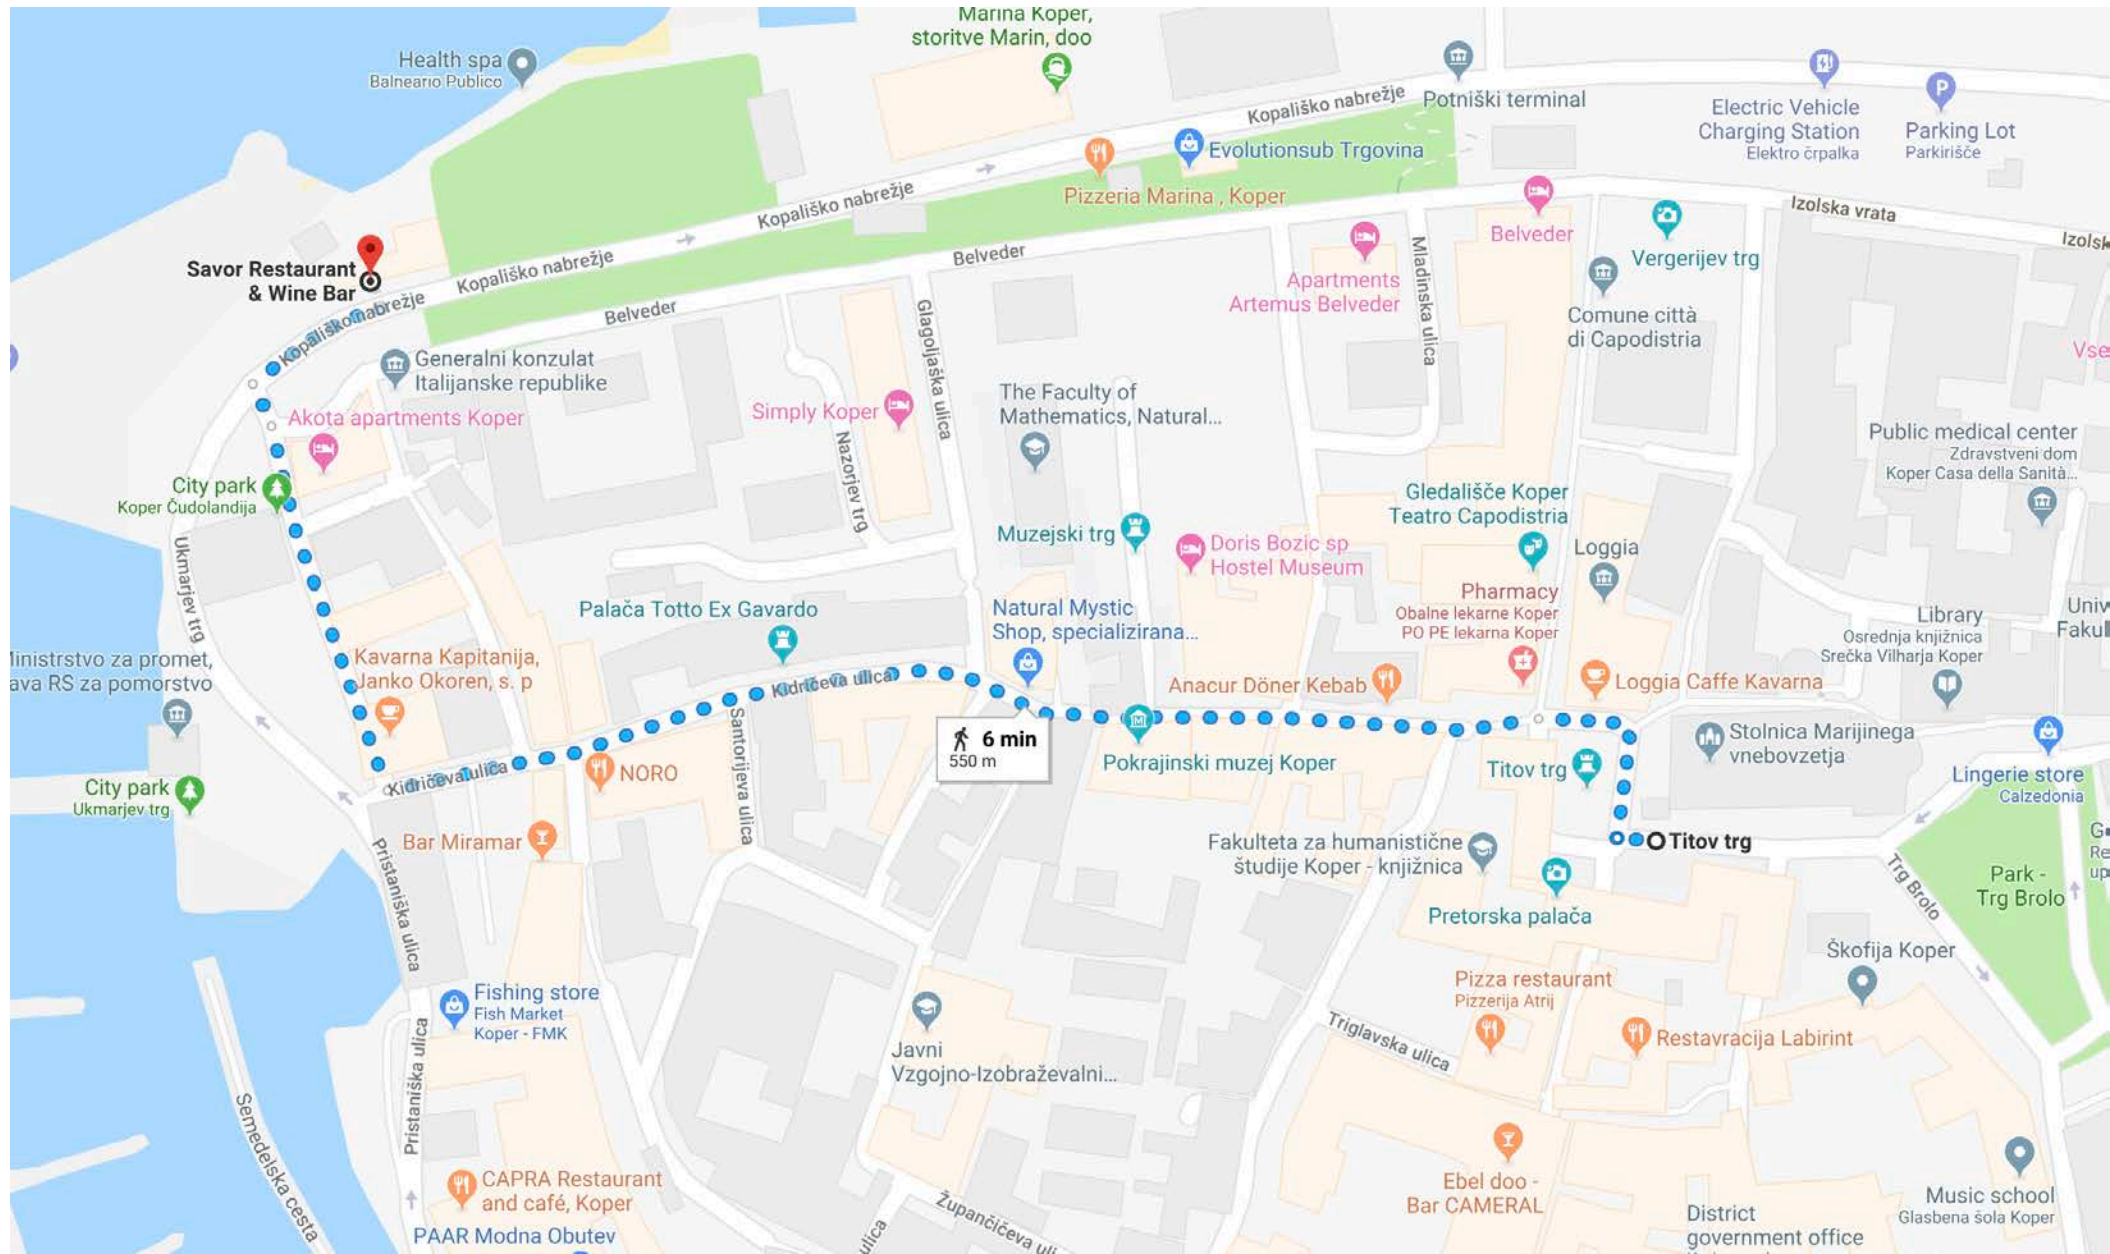 Marina Koper,
storitve Marin, doo
Health spa
Balneario Publico
Kopališko nabrežje
Potniški terminal
Electric Vehicle
Charging Station
Elektro črpalka
Parking Lot
Parkirišče
Evolutionsub Trgovina
Pizzeria Marina , Koper
Kopališko nabrežje
Izolska vrata
Belveder
Vergerijev trg
Savor Restaurant
& Wine Bar
Kopališko nabrežje
Kopališko nabrežje
Belveder
Belveder
Apartments
Artemus Belveder
Mladinska ulica
Comune città
di Capodistria
Generalni konzulat
Italijanske republike
Akota apartments Koper
Simply Koper
Nazorjev trg
Glagoljaška ulica
The Faculty of
Mathematics, Natural...
Public medical center
Zdravstveni dom
Koper Casa della Sanità...
City park
Koper Čudolandija
Ukmarjev trg
Muzejski trg
Doris Bozic sp
Hostel Museum
Gledališče Koper
Teatro Capodistria
Loggia
Pharmacy
Obalne lekarne Koper
PO PE lekarna Koper
Palača Totto Ex Gavardo
Natural Mystic
Shop, specializirana...
Library
Osrednja knjižnica
Srečka Vilharja Koper
Kavarna Kapitanija,
Janko Okoren, s. p
za promet,
RS za pomorstvo
Kidričeva ulica
Kidričeva ulica
Santorijeva ulica
Anacur Döner Kebab
Loggia Caffe Kavarna
6 min
550 m
Pokrajinski muzej Koper
Titov trg
Stolnica Marijinega
vnebovzetja
Lingerie store
Calzedonia
City park
Ukmarjev trg
NORO
Bar Miramar
Titov trg
Fakulteta za humanistične
študije Koper - knjižnica
Pretorska palača
Trg Brolo
Park -
Trg Brolo
Pristaniška ulica
Škofija Koper
Pizza restaurant
Pizzerija Atrij
Restavracija Labirint
Triglavska ulica
Fishing store
Fish Market
Koper - FMK
Pristaniška ulica
Javni
Vzgojno-Izobraževalni...
Semedelska cesta
CAPRA Restaurant
and café, Koper
PAAR Modna Obutev
Župančičeva
Ebel doo -
Bar CAMERAL
Music school
Glasbena šola Koper
District
government office